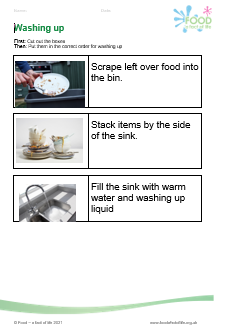 FOOD
a fact of life
Washing up
First: Cut out the boxes
Then: Put them in the correct order for washing up
Scrape left over food into
the bin.
Stack items by the side
of the sink.
Fill the sink with warm
water and washing up
liquid
© Food – a fact of life 2021
www.foodafactoflife.org.uk